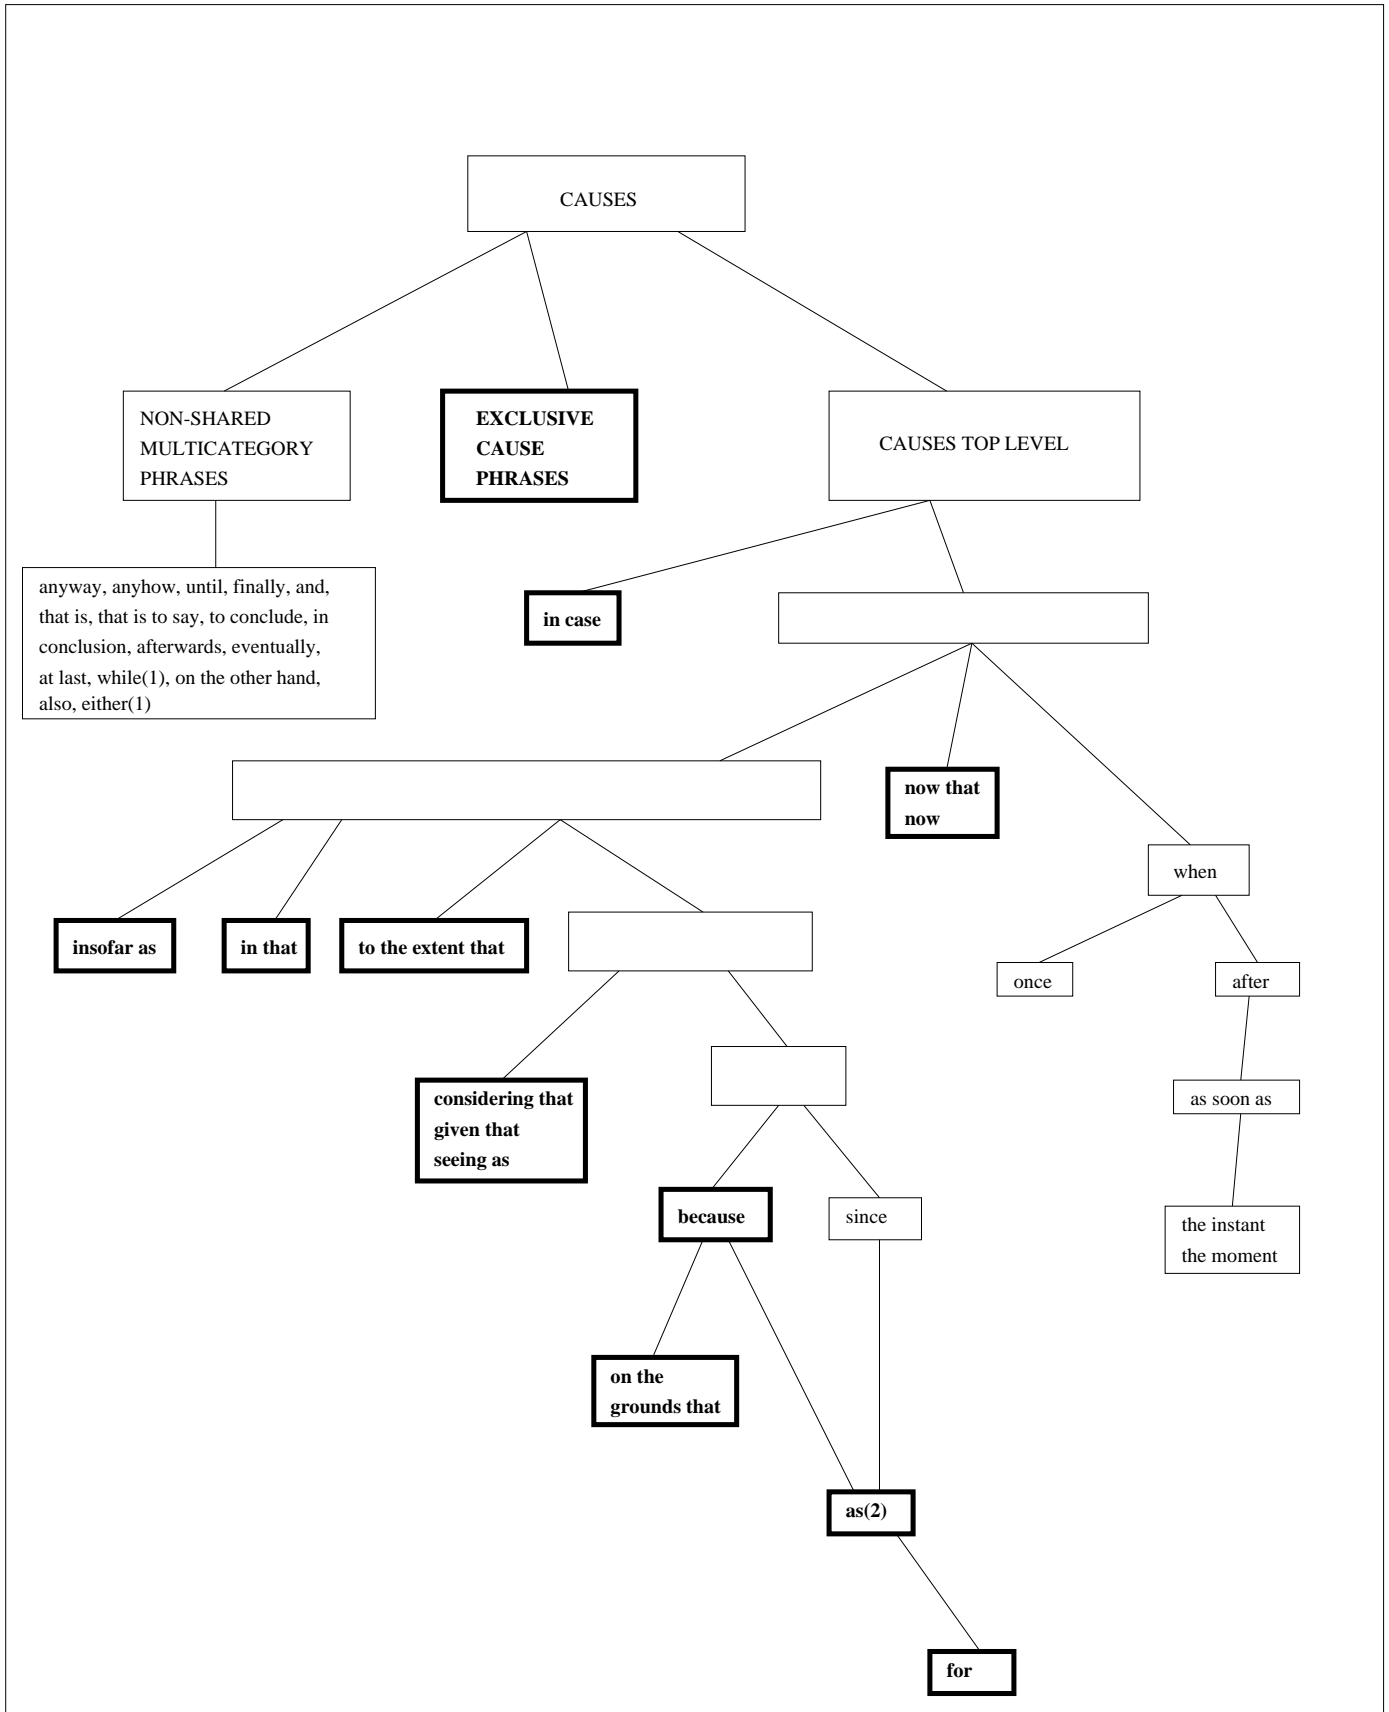 CAUSES
NON-SHARED
MULTICATEGORY
PHRASES
EXCLUSIVE
CAUSE
PHRASES
CAUSES TOP LEVEL
anyway, anyhow, until, finally, and,
that is, that is to say, to conclude, in
conclusion, afterwards, eventually,
at last, while(1), on the other hand,
also, either(1)
in case
now that
now
when
insofar as
in that
to the extent that
once
after
considering that
given that
seeing as
as soon as
because
since
the instant
the moment
on the
grounds that
as(2)
for